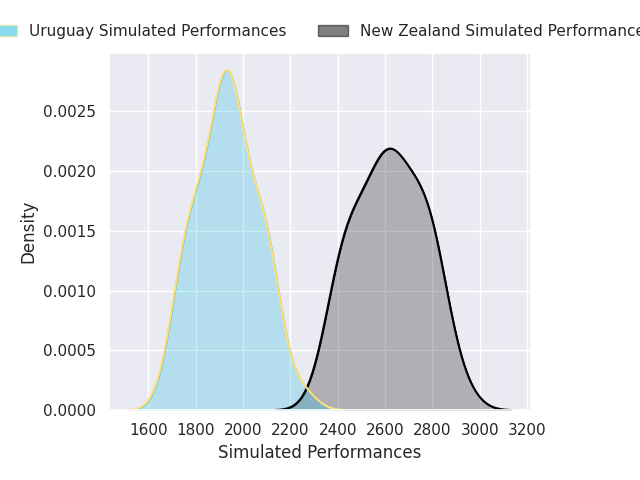 Uruguay Simulated Performances New Zealand Simulated Performance
0.0025
0.0020
0.0015
0.0010
0.0005
0.0000
Density
1600 1800 2000 2200 2400 2600 2800 3000 3200
Simulated Performances